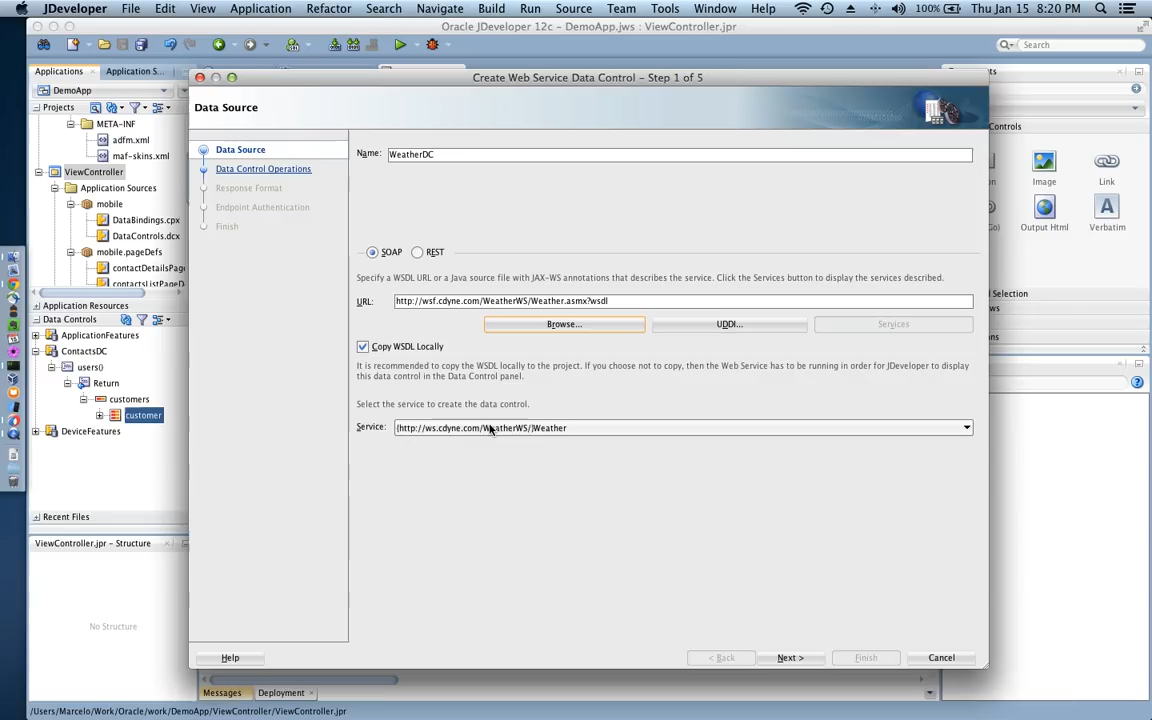 JDeveloper File Edit View Application Refactor Search Navigate Build Run Source Team Tools Window Help 100% Thu Jan 15 8:20 PM
Oracle JDeveloper 12c - DemoApp.jws : ViewController.jpr
Search
Applications
Application S...
DemoApp
Projects
META-INF
adfm.xml
maf-skins.xml
ViewController
Application Sources
mobile
DataBindings.cpx
DataControls.dcx
mobile.pageDefs
contactDetailsPag
Application Resources
Data Controls
ApplicationFeatures
ContactsDC
users()
Return
customers
customer
DeviceFeatures
Recent Files
ViewController.jpr - Structure
No Structure
Create Web Service Data Control - Step 1 of 5
Data Source
Data Source
Data Control Operations
Response Format
Endpoint Authentication
Finish
Name: WeatherDC
SOAP REST
Specify a WSDL URL or a Java source file with JAX-WS annotations that describes the service. Click the Services button to display the services described.
URL: http://wsf.cdyne.com/WeatherWS/Weather.asmx?wsdl
Browse... UDDI... Services
Copy WSDL Locally
It is recommended to copy the WSDL locally to the project. If you choose not to copy, then the Web Service has to be running in order for JDeveloper to display
this data control in the Data Control panel.
Select the service to create the data control.
Service: {http://ws.cdyne.com/WeatherWS/}Weather
Help < Back Next > Finish Cancel
Controls
Image Link
Output Html Verbatim
Selection
Messages Deployment
/Users/Marcelo/Work/Oracle/work/DemoApp/ViewController/ViewController.jpr